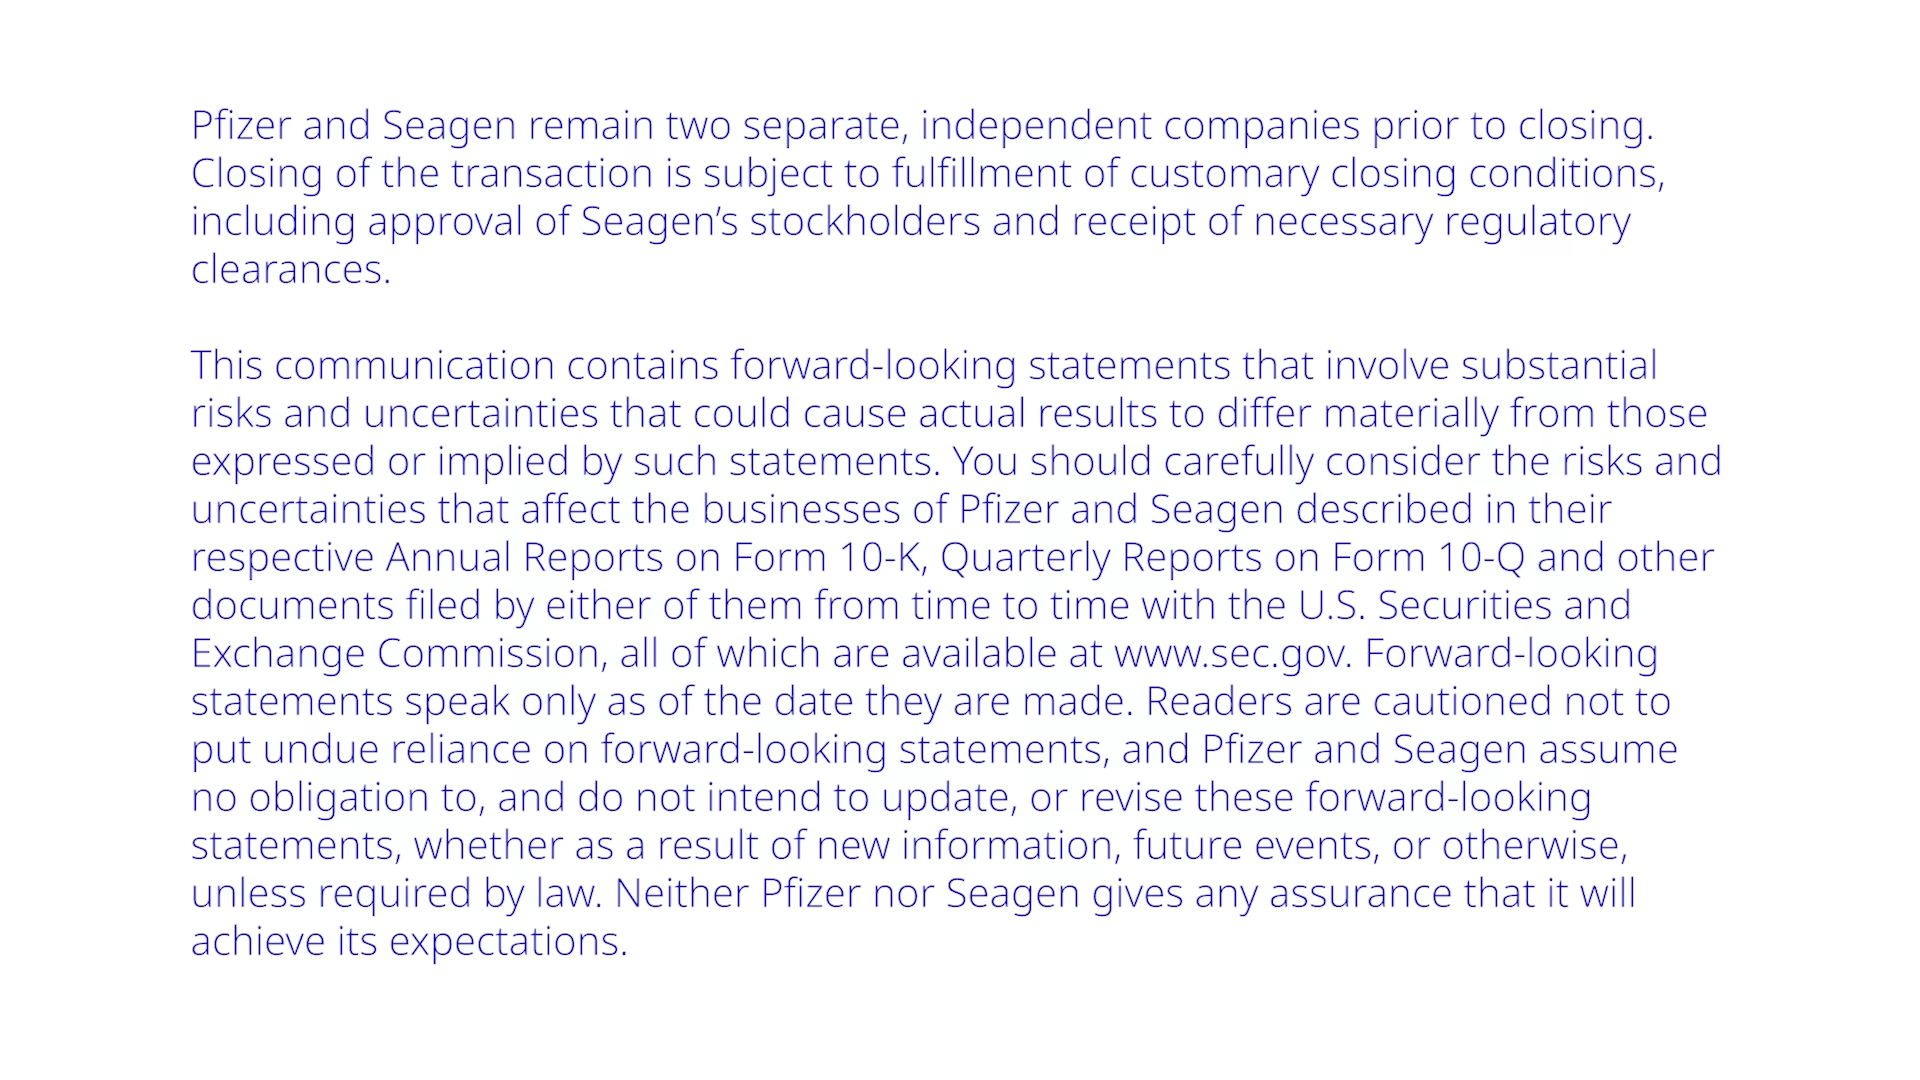 Pfizer and Seagen remain two separate, independent companies prior to closing.
Closing of the transaction is subject to fulfillment of customary closing conditions,
including approval of Seagen’s stockholders and receipt of necessary regulatory
clearances.
This communication contains forward-looking statements that involve substantial
risks and uncertainties that could cause actual results to differ materially from those
expressed or implied by such statements. You should carefully consider the risks and
uncertainties that affect the businesses of Pfizer and Seagen described in their
respective Annual Reports on Form 10-K, Quarterly Reports on Form 10-Q and other
documents filed by either of them from time to time with the U.S. Securities and
Exchange Commission, all of which are available at www.sec.gov. Forward-looking
statements speak only as of the date they are made. Readers are cautioned not to
put undue reliance on forward-looking statements, and Pfizer and Seagen assume
no obligation to, and do not intend to update, or revise these forward-looking
statements, whether as a result of new information, future events, or otherwise,
unless required by law. Neither Pfizer nor Seagen gives any assurance that it will
achieve its expectations.